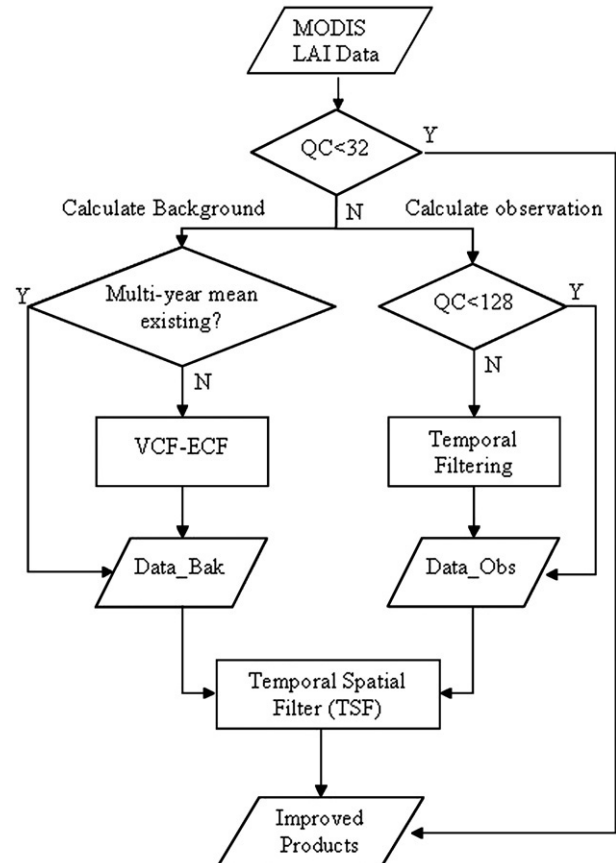 MODIS
LAI Data
QC<32
Y
N
Calculate Background
Calculate observation
Y
Multi-year mean
existing?
QC<128
Y
N
N
VCF-ECF
Temporal
Filtering
Data_Bak
Data_Obs
Temporal Spatial
Filter (TSF)
Improved
Products